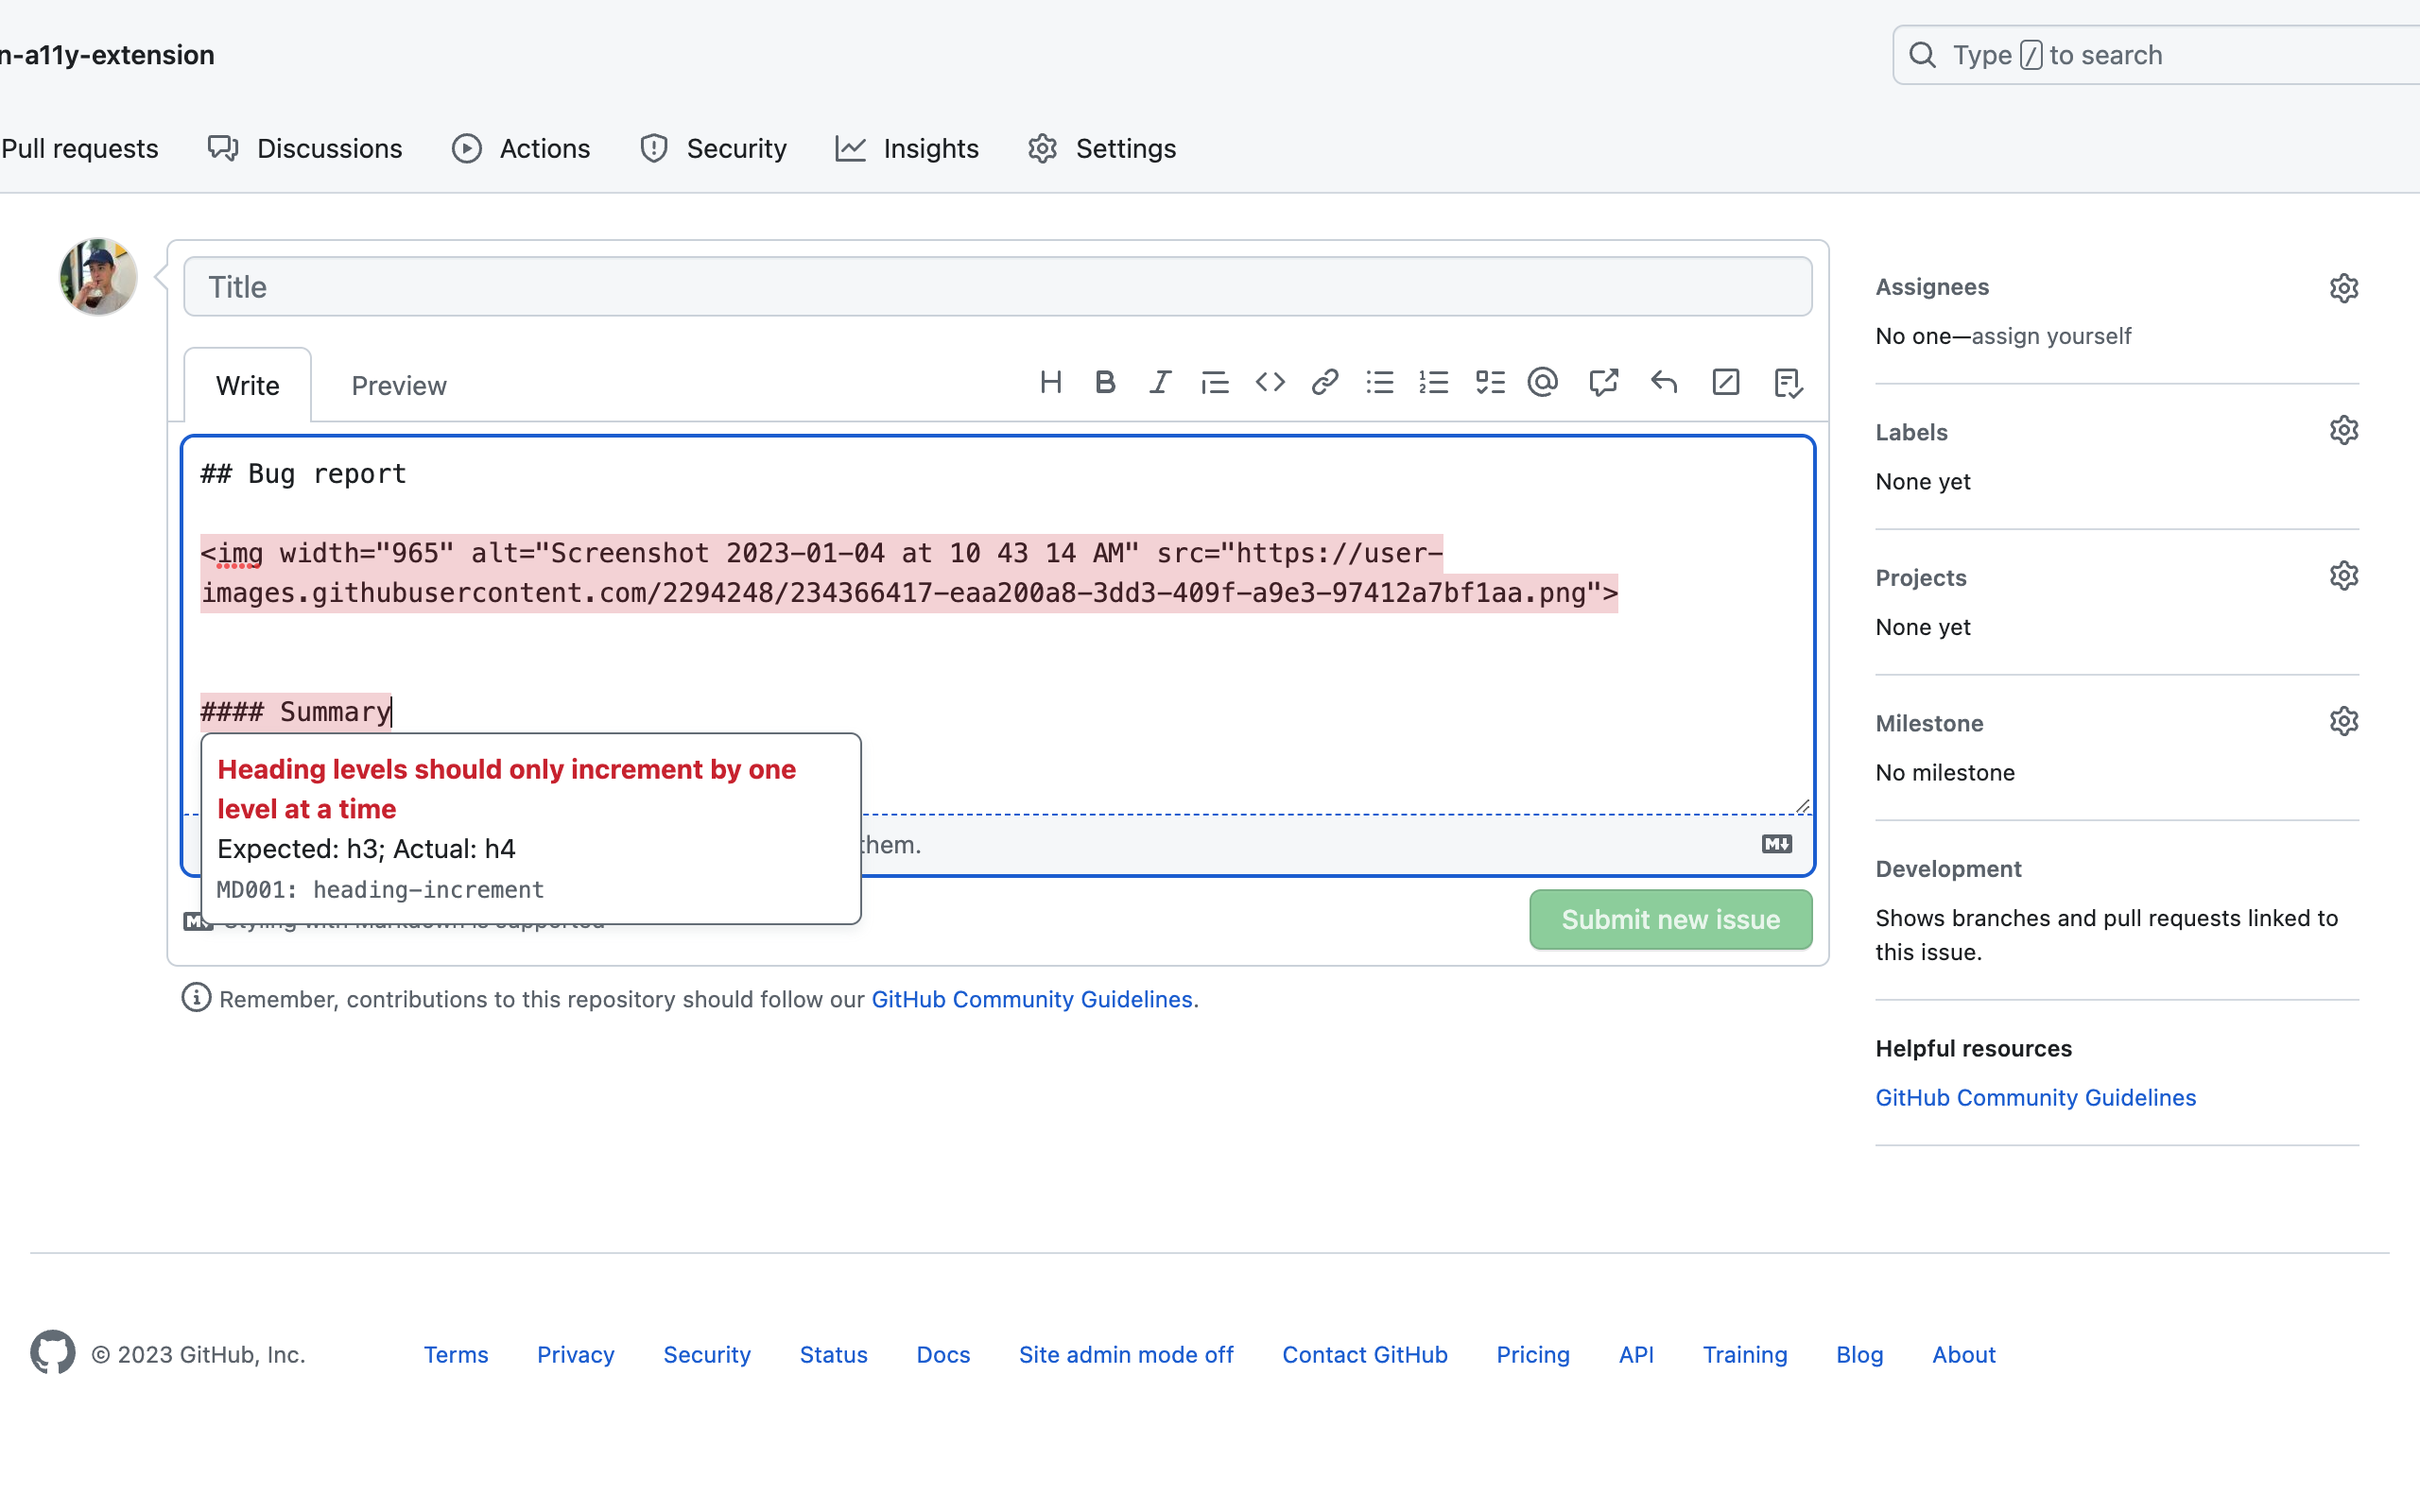 n-a11y-extension
Type / to search
Pull requests
Discussions
Actions
Security
Insights
Settings
Title
Write
Preview
## Bug report
<img width="965" alt="Screenshot 2023-01-04 at 10 43 14 AM" src="https://user-
images.githubusercontent.com/2294248/234366417-eaa200a8-3dd3-409f-a9e3-97412a7bf1aa.png">
#### Summary
Heading levels should only increment by one
level at a time
Expected: h3; Actual: h4
MD001: heading-increment
them.
Styling with Markdown is supported
Submit new issue
Remember, contributions to this repository should follow our GitHub Community Guidelines.
Assignees
No one—assign yourself
Labels
None yet
Projects
None yet
Milestone
No milestone
Development
Shows branches and pull requests linked to
this issue.
Helpful resources
GitHub Community Guidelines
© 2023 GitHub, Inc.
Terms
Privacy
Security
Status
Docs
Site admin mode off
Contact GitHub
Pricing
API
Training
Blog
About